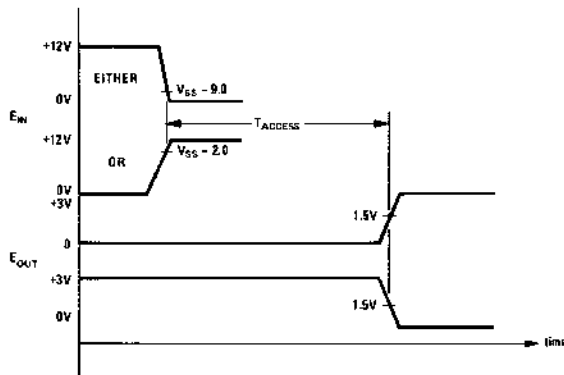 +12V
EITHER
V_SS - 9.0
0V
E_IN
T_ACCESS
+12V
V_SS - 2.0
OR
0V
+3V
1.5V
0
E_OUT
+3V
1.5V
0V
time